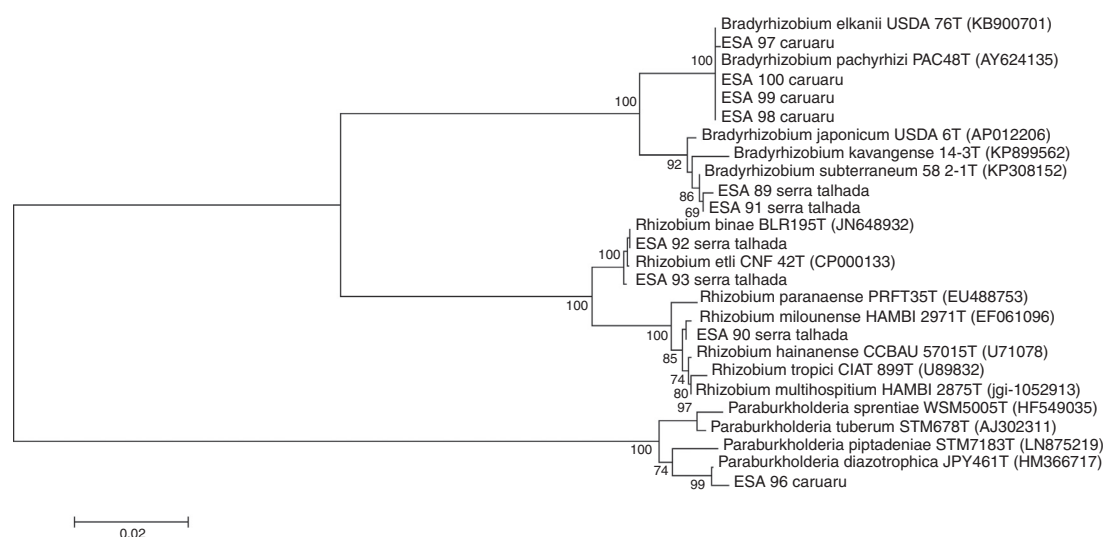 Bradyrhizobium elkanii USDA 76T (KB900701)
ESA 97 caruaru
100
Bradyrhizobium pachyrhizi PAC48T (AY624135)
ESA 100 caruaru
100
ESA 99 caruaru
ESA 98 caruaru
Bradyrhizobium japonicum USDA 6T (AP012206)
Bradyrhizobium kavangense 14-3T (KP899562)
92
Bradyrhizobium subterraneum 58 2-1T (KP308152)
ESA 89 serra talhada
86
ESA 91 serra talhada
69
Rhizobium binae BLR195T (JN648932)
ESA 92 serra talhada
100
Rhizobium etli CNF 42T (CP000133)
ESA 93 serra talhada
Rhizobium paranaense PRFT35T (EU488753)
100
Rhizobium milounense HAMBI 2971T (EF061096)
ESA 90 serra talhada
100
Rhizobium hainanense CCBAU 57015T (U71078)
85
Rhizobium tropici CIAT 899T (U89832)
74
Rhizobium multihospitium HAMBI 2875T (jgi-1052913)
80
97
Paraburkholderia sprentiae WSM5005T (HF549035)
Paraburkholderia tuberum STM678T (AJ302311)
Paraburkholderia piptadeniae STM7183T (LN875219)
100
Paraburkholderia diazotrophica JPY461T (HM366717)
74
ESA 96 caruaru
99
0.02